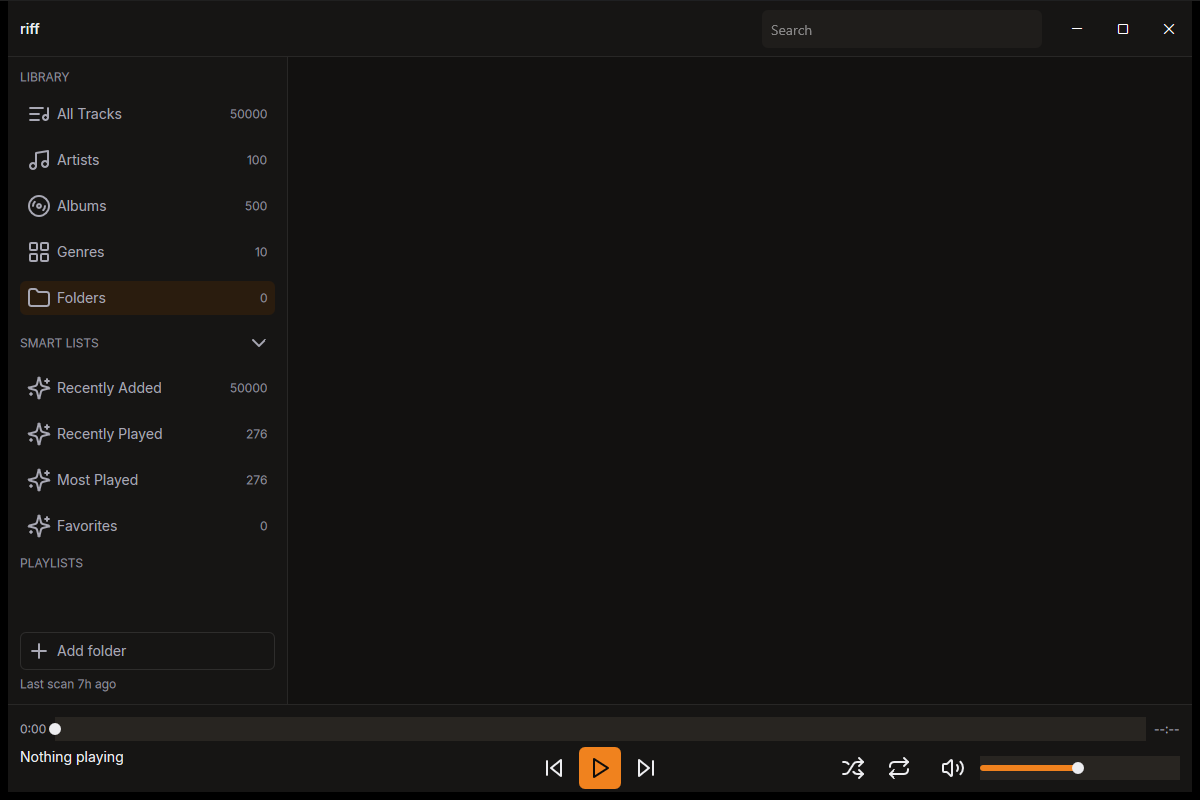 riff
Search
LIBRARY
All Tracks 50000
Artists 100
Albums 500
Genres 10
Folders 0
SMART LISTS
Recently Added 50000
Recently Played 276
Most Played 276
Favorites 0
PLAYLISTS
Add folder
Last scan 7h ago
0:00 --:--
Nothing playing